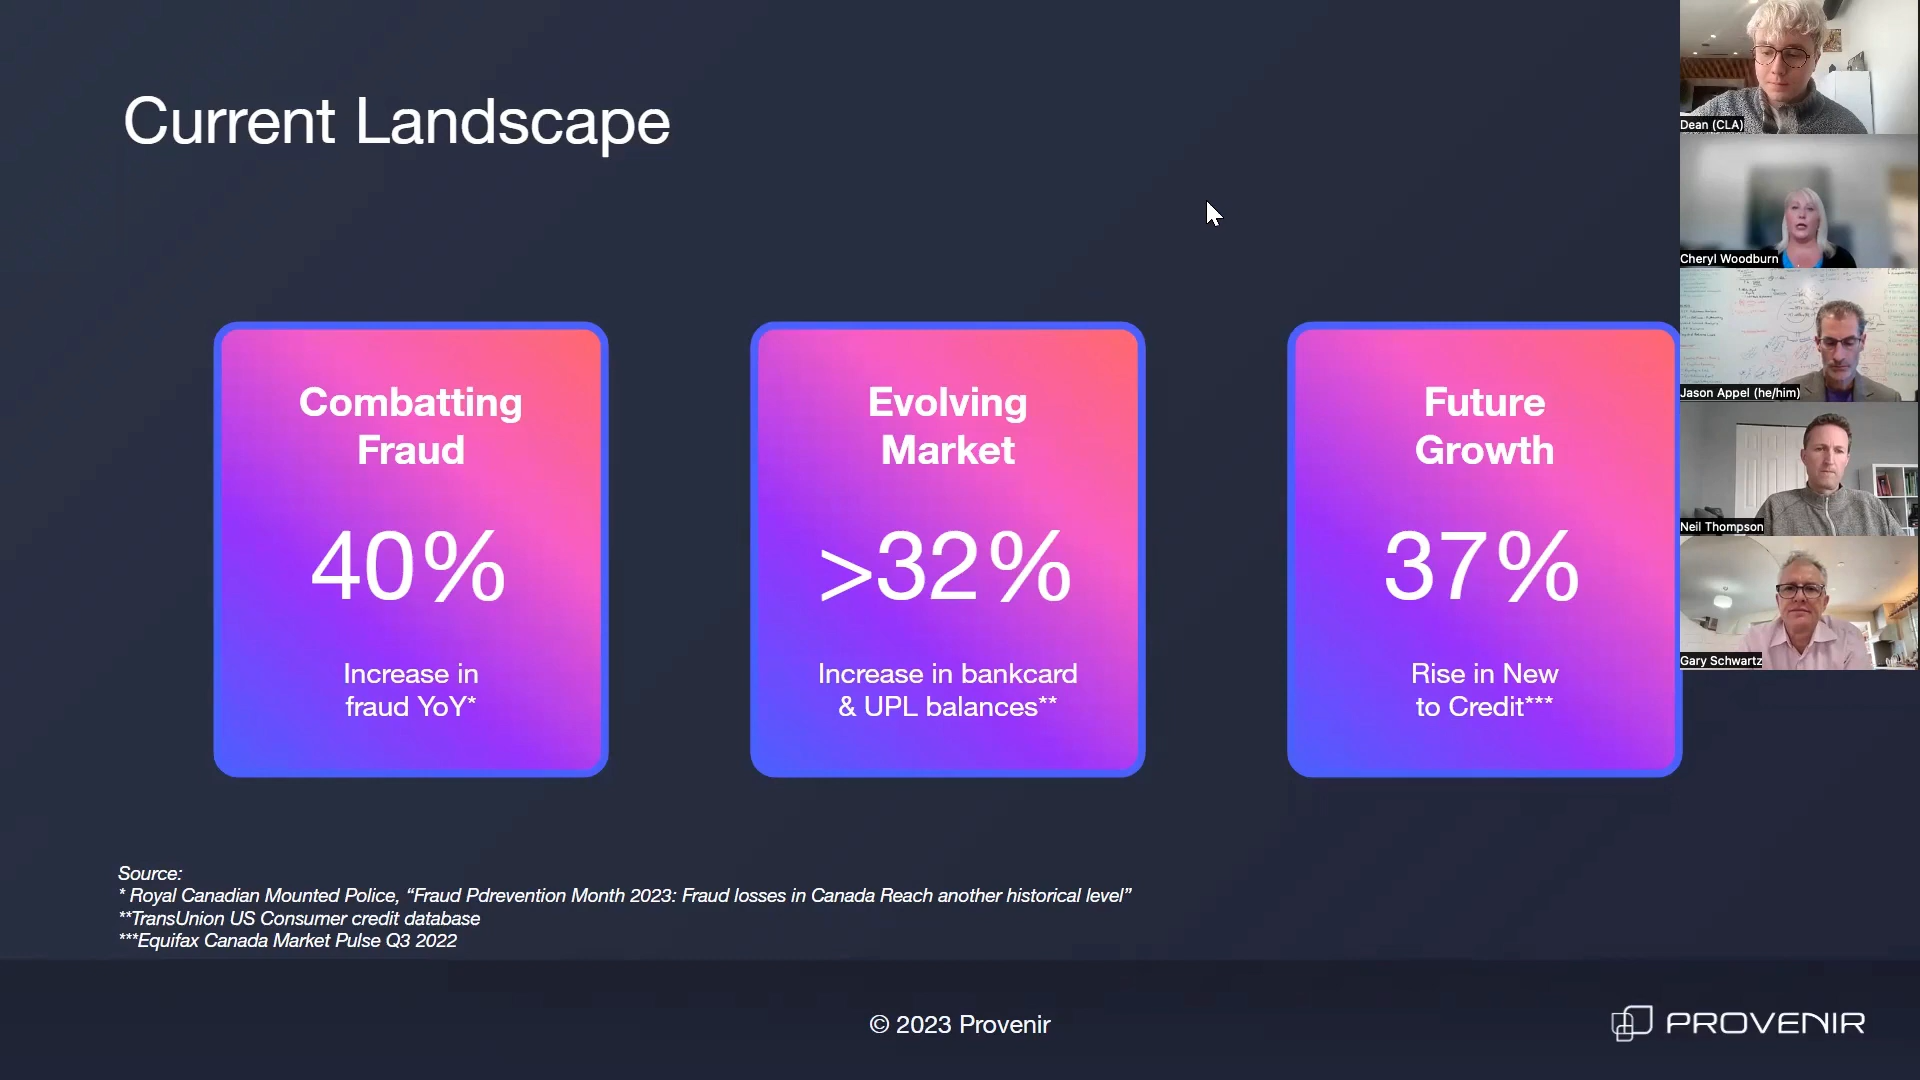 Current Landscape
Combatting
Fraud
40%
Increase in
fraud YoY*
Evolving
Market
>32%
Increase in bankcard
& UPL balances**
Future
Growth
37%
Rise in New
to Credit***
Source:
* Royal Canadian Mounted Police, “Fraud Pdrevention Month 2023: Fraud losses in Canada Reach another historical level”
**TransUnion US Consumer credit database
***Equifax Canada Market Pulse Q3 2022
© 2023 Provenir
PROVENIR
Dean (CLA)
Cheryl Woodburn
Jason Appel (he/him)
Neil Thompson
Gary Schwartz